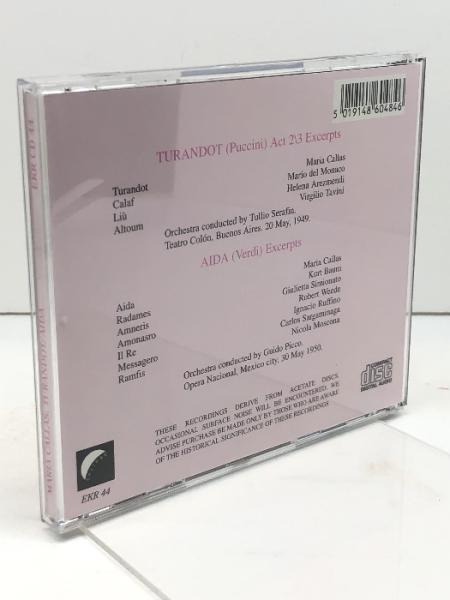 5 019148 604846
TURANDOT (Puccini) Act 2\3 Excerpts
Turandot Maria Callas
Calaf Mario del Monaco
Liù Helena Arezmendi
Altoum Virgilio Tavini
Orchestra conducted by Tullio Serafin.
Teatro Colón, Buenos Aires. 20 May, 1949.
AIDA (Verdi) Excerpts
Aida Maria Callas
Radames Kurt Baum
Amneris Giulietta Simionato
Amonasro Robert Weede
Il Re Ignacio Ruffino
Messagero Carlos Sargaminaga
Ramfis Nicola Moscona
Orchestra conducted by Guido Picco.
Opera Nacional, Mexico city, 30 May 1950.
THESE RECORDINGS DERIVE FROM ACETATE DISCS.
OCCASIONAL SURFACE NOISE WILL BE ENCOUNTERED. WE
ADVISE PURCHASE BE MADE ONLY BY THOSE WHO ARE AWARE
OF THE HISTORICAL SIGNIFICANCE OF THESE RECORDINGS
COMPACT
disc
DIGITAL AUDIO
EKR 44
MARIA CALLAS: TURANDOT/AIDA EKR CD 44